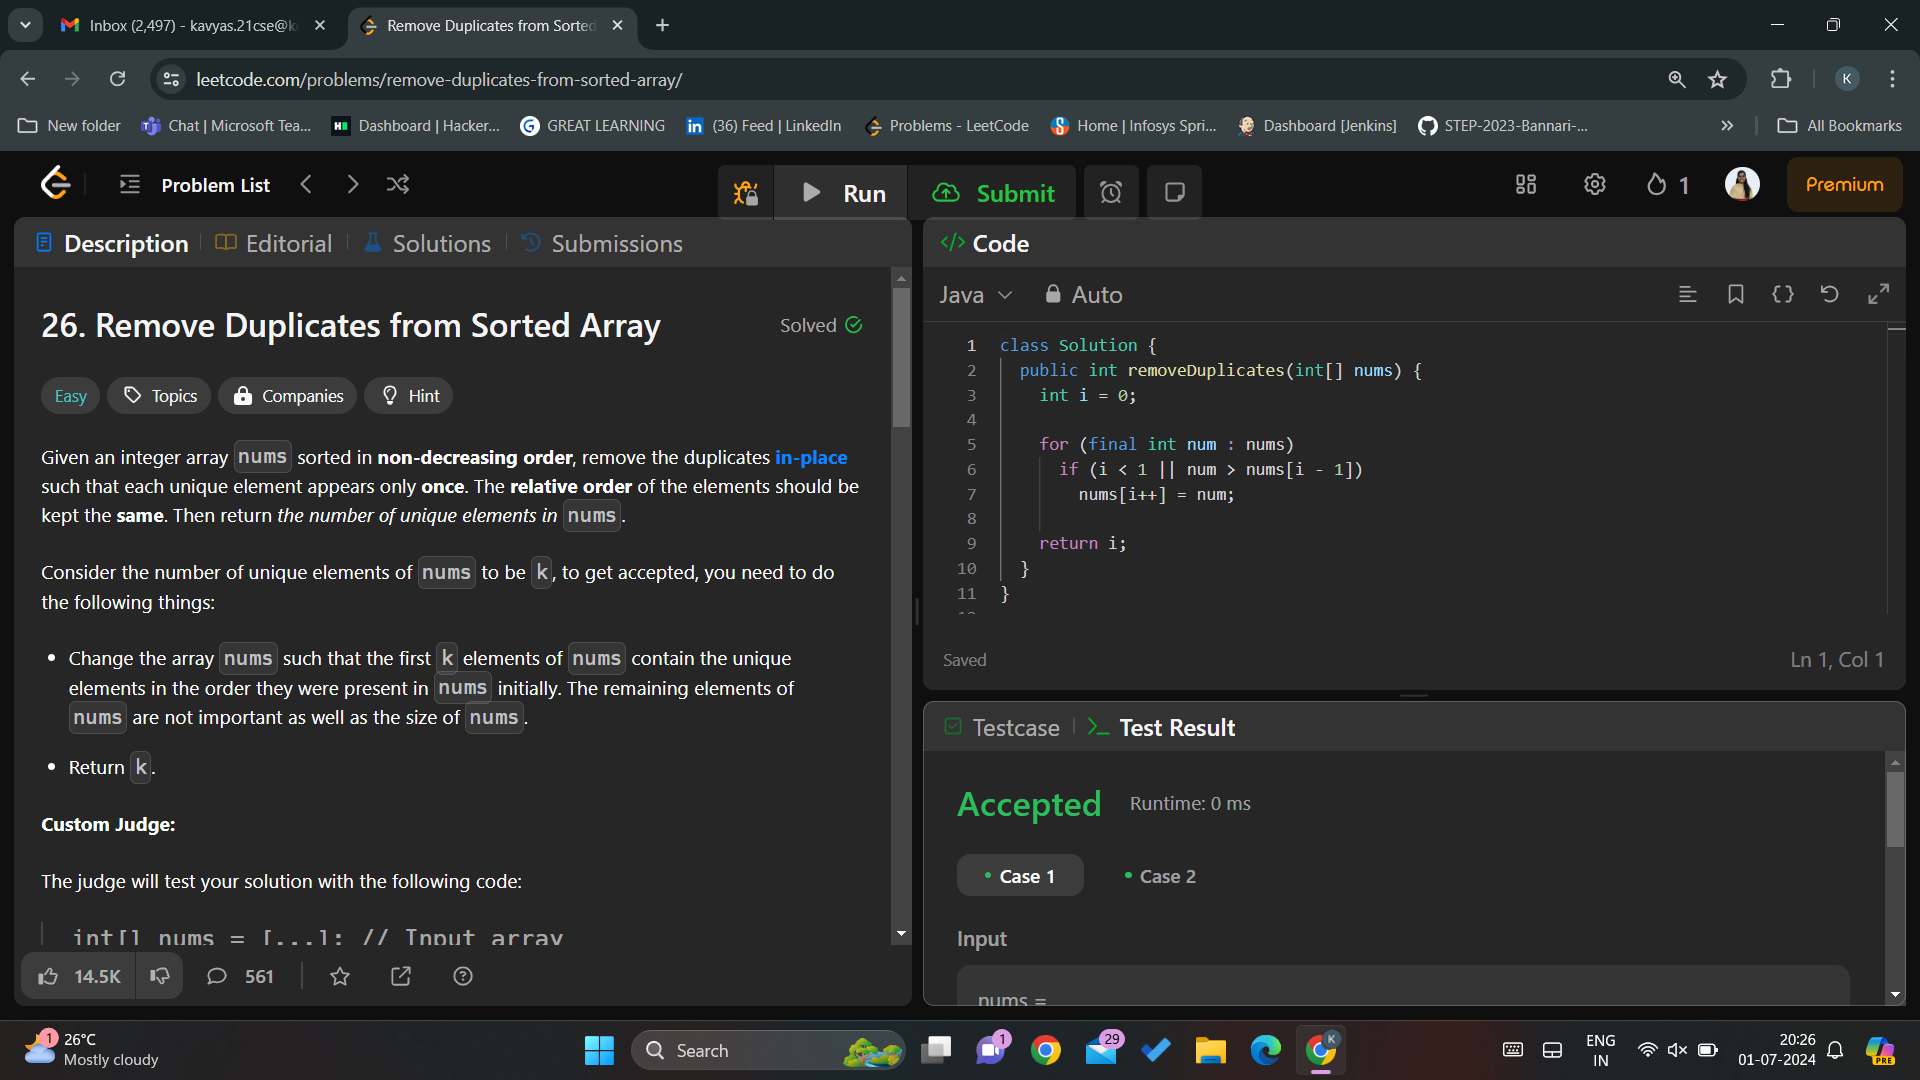 Inbox (2,497) - kavyas.21cse@k
Remove Duplicates from Sorted
leetcode.com/problems/remove-duplicates-from-sorted-array/
K
New folder
Chat | Microsoft Tea...
Dashboard | Hacker...
GREAT LEARNING
(36) Feed | LinkedIn
Problems - LeetCode
Home | Infosys Spri...
Dashboard [Jenkins]
STEP-2023-Bannari-...
All Bookmarks
Problem List
Run
Submit
1
Premium
Description
Editorial
Solutions
Submissions
26. Remove Duplicates from Sorted Array
Solved
Easy
Topics
Companies
Hint
Given an integer array nums sorted in non-decreasing order, remove the duplicates in-place
such that each unique element appears only once. The relative order of the elements should be
kept the same. Then return the number of unique elements in nums.
Consider the number of unique elements of nums to be k, to get accepted, you need to do
the following things:
• Change the array nums such that the first k elements of nums contain the unique
elements in the order they were present in nums initially. The remaining elements of
nums are not important as well as the size of nums.
• Return k.
Custom Judge:
The judge will test your solution with the following code:
int[] nums = [...]; // Input array
14.5K
561
Code
Java
Auto
1 class Solution {
2 public int removeDuplicates(int[] nums) {
3 int i = 0;
4
5 for (final int num : nums)
6 if (i < 1 || num > nums[i - 1])
7 nums[i++] = num;
8
9 return i;
10 }
11 }
12
Saved
Ln 1, Col 1
Testcase
Test Result
Accepted
Runtime: 0 ms
• Case 1
• Case 2
Input
nums =
1
26°C
Mostly cloudy
Search
1
29
K
ENG
IN
20:26
01-07-2024
PRE